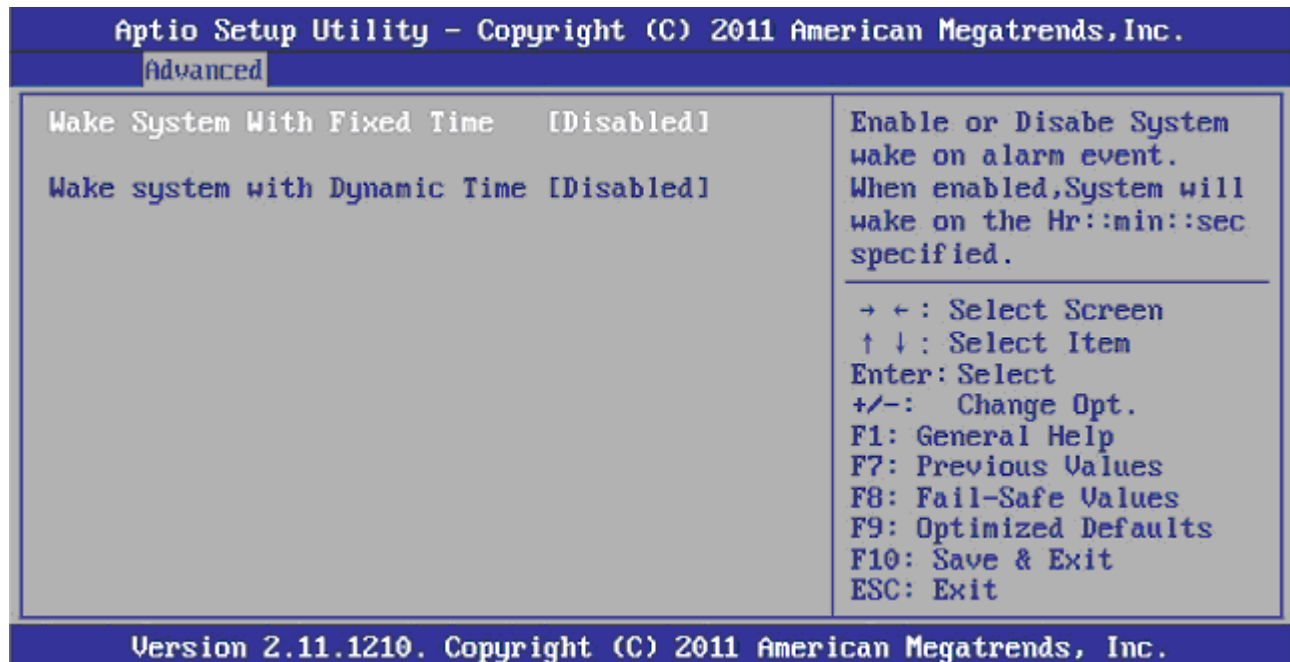 Aptio Setup Utility - Copyright (C) 2011 American Megatrends,Inc.
Advanced
Wake System With Fixed Time [Disabled]
Wake system with Dynamic Time [Disabled]
Enable or Disabe System
wake on alarm event.
When enabled,System will
wake on the Hr::min::sec
specified.
→ ←: Select Screen
↑ ↓: Select Item
Enter: Select
+/-: Change Opt.
F1: General Help
F7: Previous Values
F8: Fail-Safe Values
F9: Optimized Defaults
F10: Save & Exit
ESC: Exit
Version 2.11.1210. Copyright (C) 2011 American Megatrends, Inc.